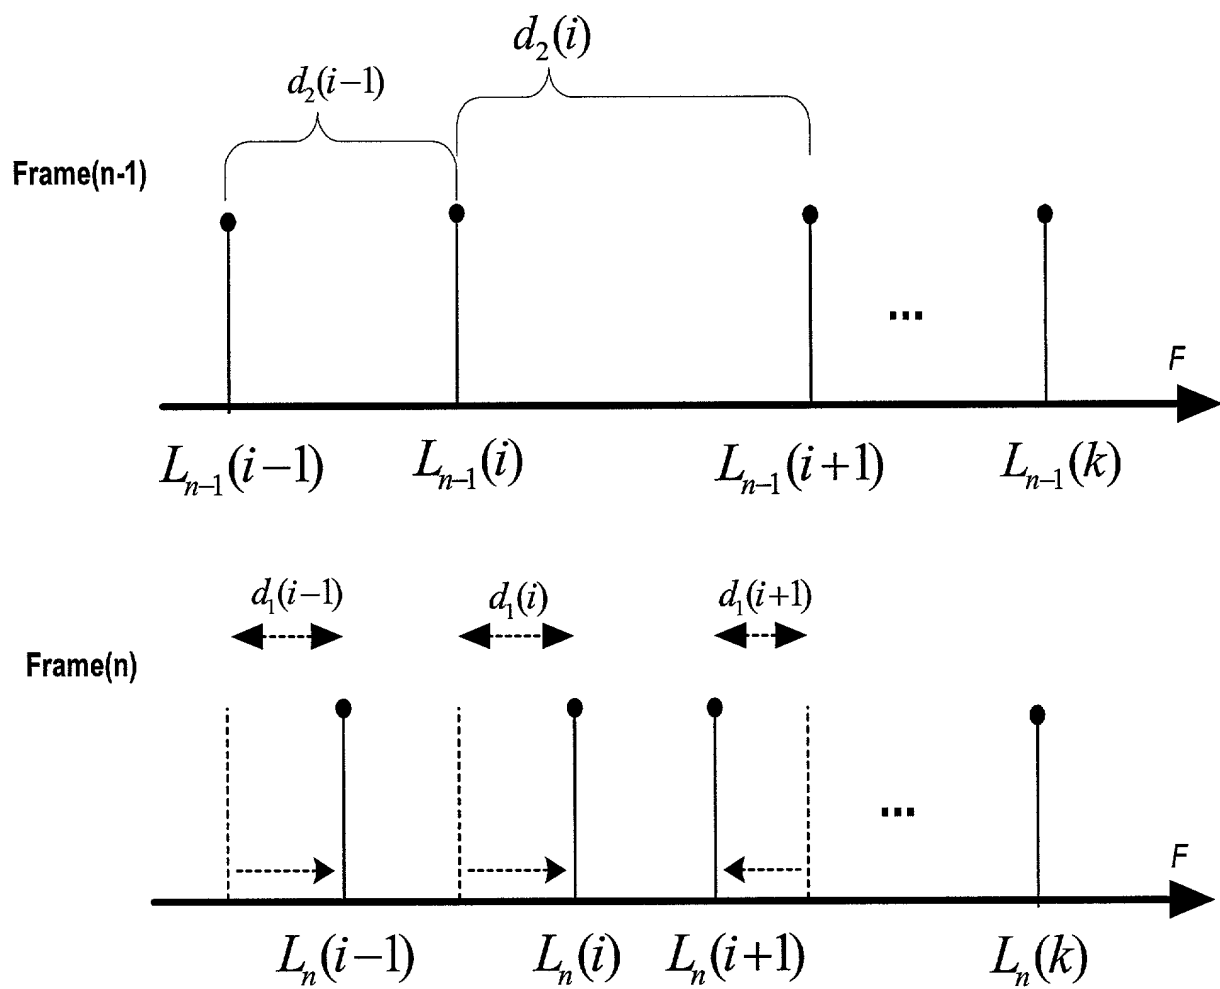 d₂(i)
d₂(i−1)
Frame(n-1)
...
F
Lₙ₋₁(i−1) Lₙ₋₁(i) Lₙ₋₁(i+1) Lₙ₋₁(k)
d₁(i−1) d₁(i) d₁(i+1)
Frame(n)
...
F
Lₙ(i−1) Lₙ(i) Lₙ(i+1) Lₙ(k)